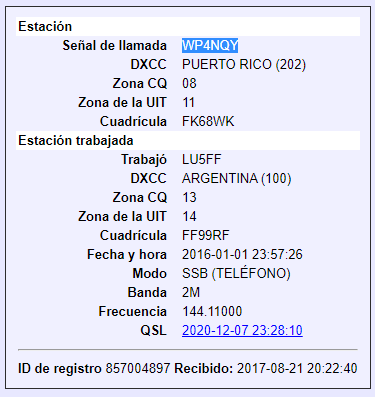 Estación
Señal de llamada WP4NQY
DXCC PUERTO RICO (202)
Zona CQ 08
Zona de la UIT 11
Cuadrícula FK68WK
Estación trabajada
Trabajó LU5FF
DXCC ARGENTINA (100)
Zona CQ 13
Zona de la UIT 14
Cuadrícula FF99RF
Fecha y hora 2016-01-01 23:57:26
Modo SSB (TELÉFONO)
Banda 2M
Frecuencia 144.11000
QSL 2020-12-07 23:28:10
ID de registro 857004897 Recibido: 2017-08-21 20:22:40